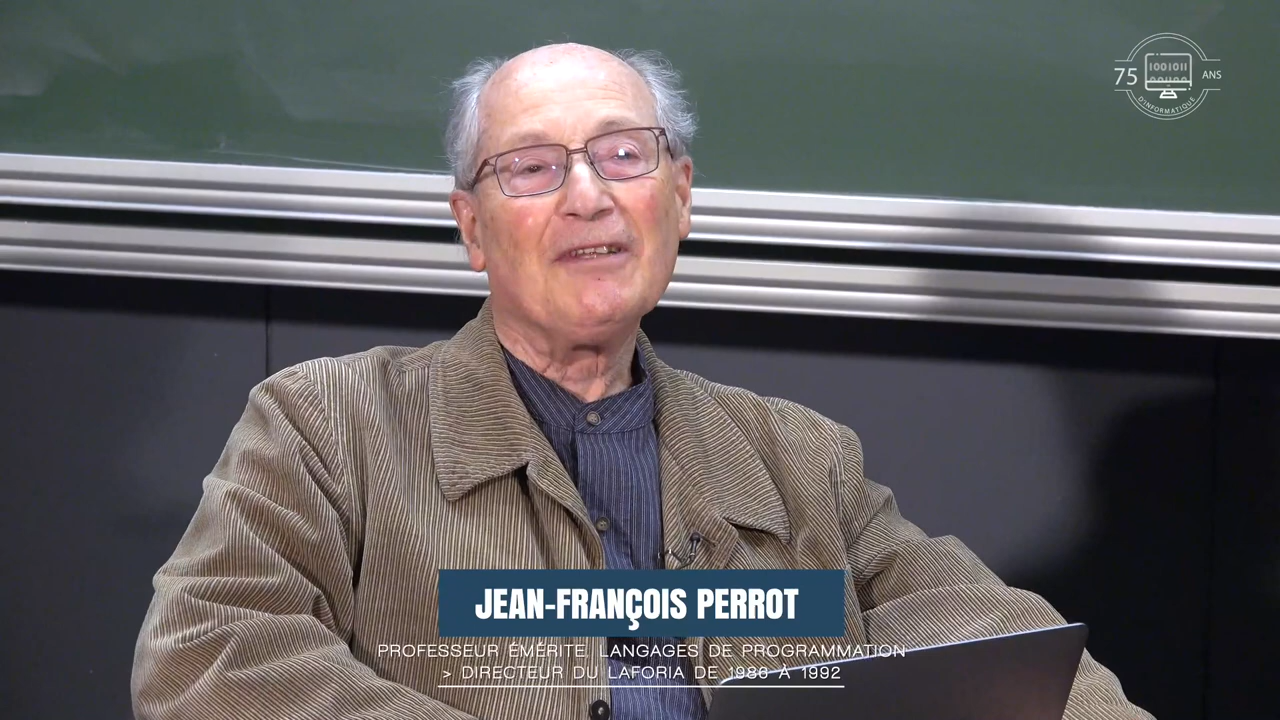 75 ANS
1001011
D'INFORMATIQUE
JEAN-FRANÇOIS PERROT
PROFESSEUR ÉMÉRITE, LANGAGES DE PROGRAMMATION
> DIRECTEUR DU LAFORIA DE 1986 À 1992